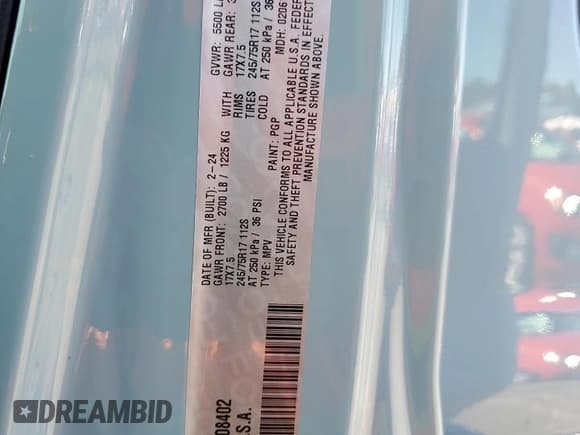 DATE OF MFR (BUILT): 2-24 GVWR: 5500
GAWR FRONT: 2700 LB / 1225 KG WITH GAWR REAR:
17X7.5 RIMS 17X7.5
245/75R17 112S TIRES 245/75R17 112S
AT 250 kPa / 36 PSI COLD AT 250 kPa / 36
TYPE: MPV PAINT: PGP MDH: 0206
THIS VEHICLE CONFORMS TO ALL APPLICABLE U.S.A. FEDER
SAFETY AND THEFT PREVENTION STANDARDS IN EFFECT
MANUFACTURE SHOWN ABOVE.
08402
S.A.
DREAMBID